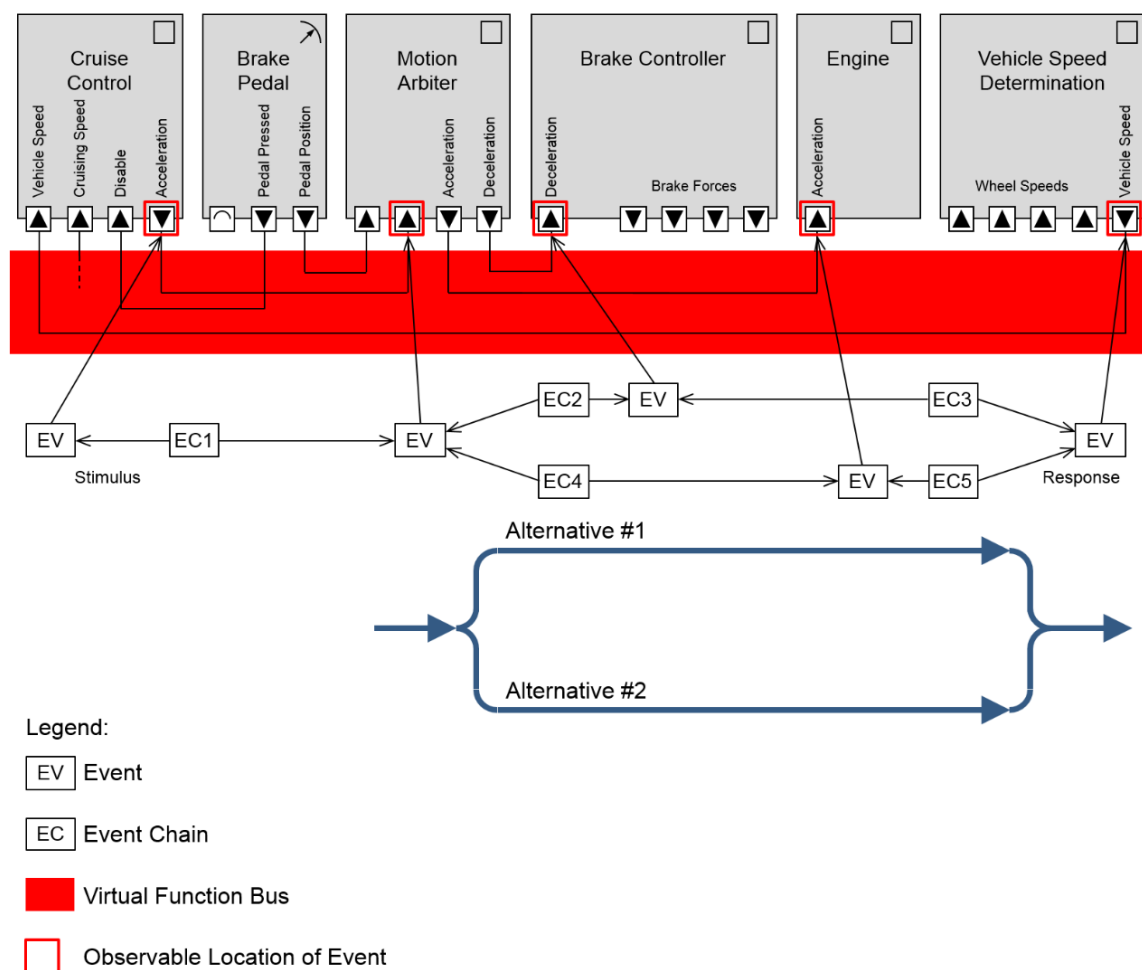 Cruise
Control
Brake
Pedal
Motion
Arbiter
Brake Controller
Engine
Vehicle Speed
Determination
Vehicle Speed
Cruising Speed
Disable
Acceleration
Pedal Pressed
Pedal Position
Acceleration
Deceleration
Deceleration
Brake Forces
Acceleration
Wheel Speeds
Vehicle Speed
EC2
EV
EC3
EV
EC1
EV
EV
Stimulus
EC4
EV
EC5
Response
Alternative #1
Alternative #2
Legend:
EV Event
EC Event Chain
Virtual Function Bus
Observable Location of Event